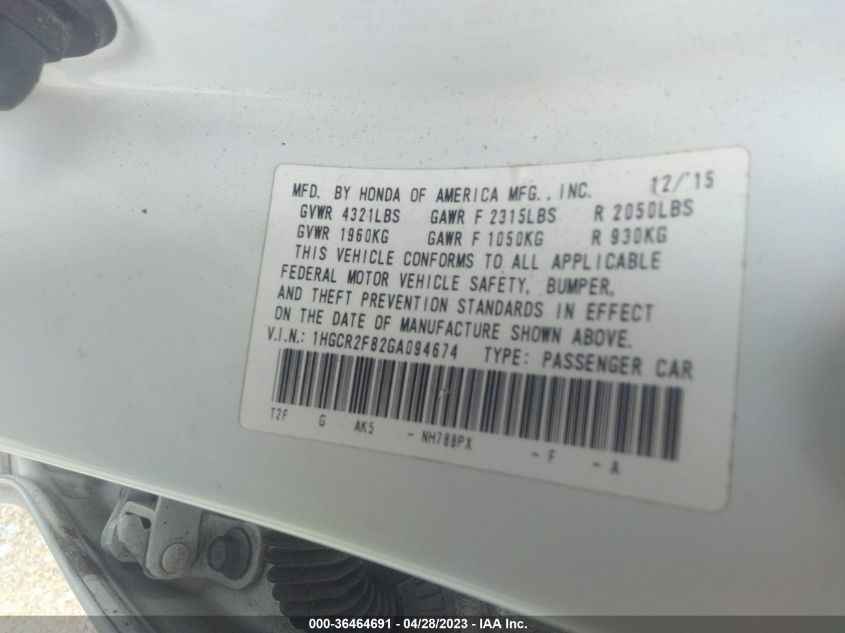 MFD. BY HONDA OF AMERICA MFG., INC. 12/'15
GVWR 4321LBS GAWR F 2315LBS R 2050LBS
GVWR 1960KG GAWR F 1050KG R 930KG
THIS VEHICLE CONFORMS TO ALL APPLICABLE
FEDERAL MOTOR VEHICLE SAFETY, BUMPER,
AND THEFT PREVENTION STANDARDS IN EFFECT
ON THE DATE OF MANUFACTURE SHOWN ABOVE.
V.I.N.: 1HGCR2F82GA094674 TYPE: PASSENGER CAR
T2F G AK5 - NH788PX - F - A
000-36464691 / 04/28/2023 - IAA Inc.